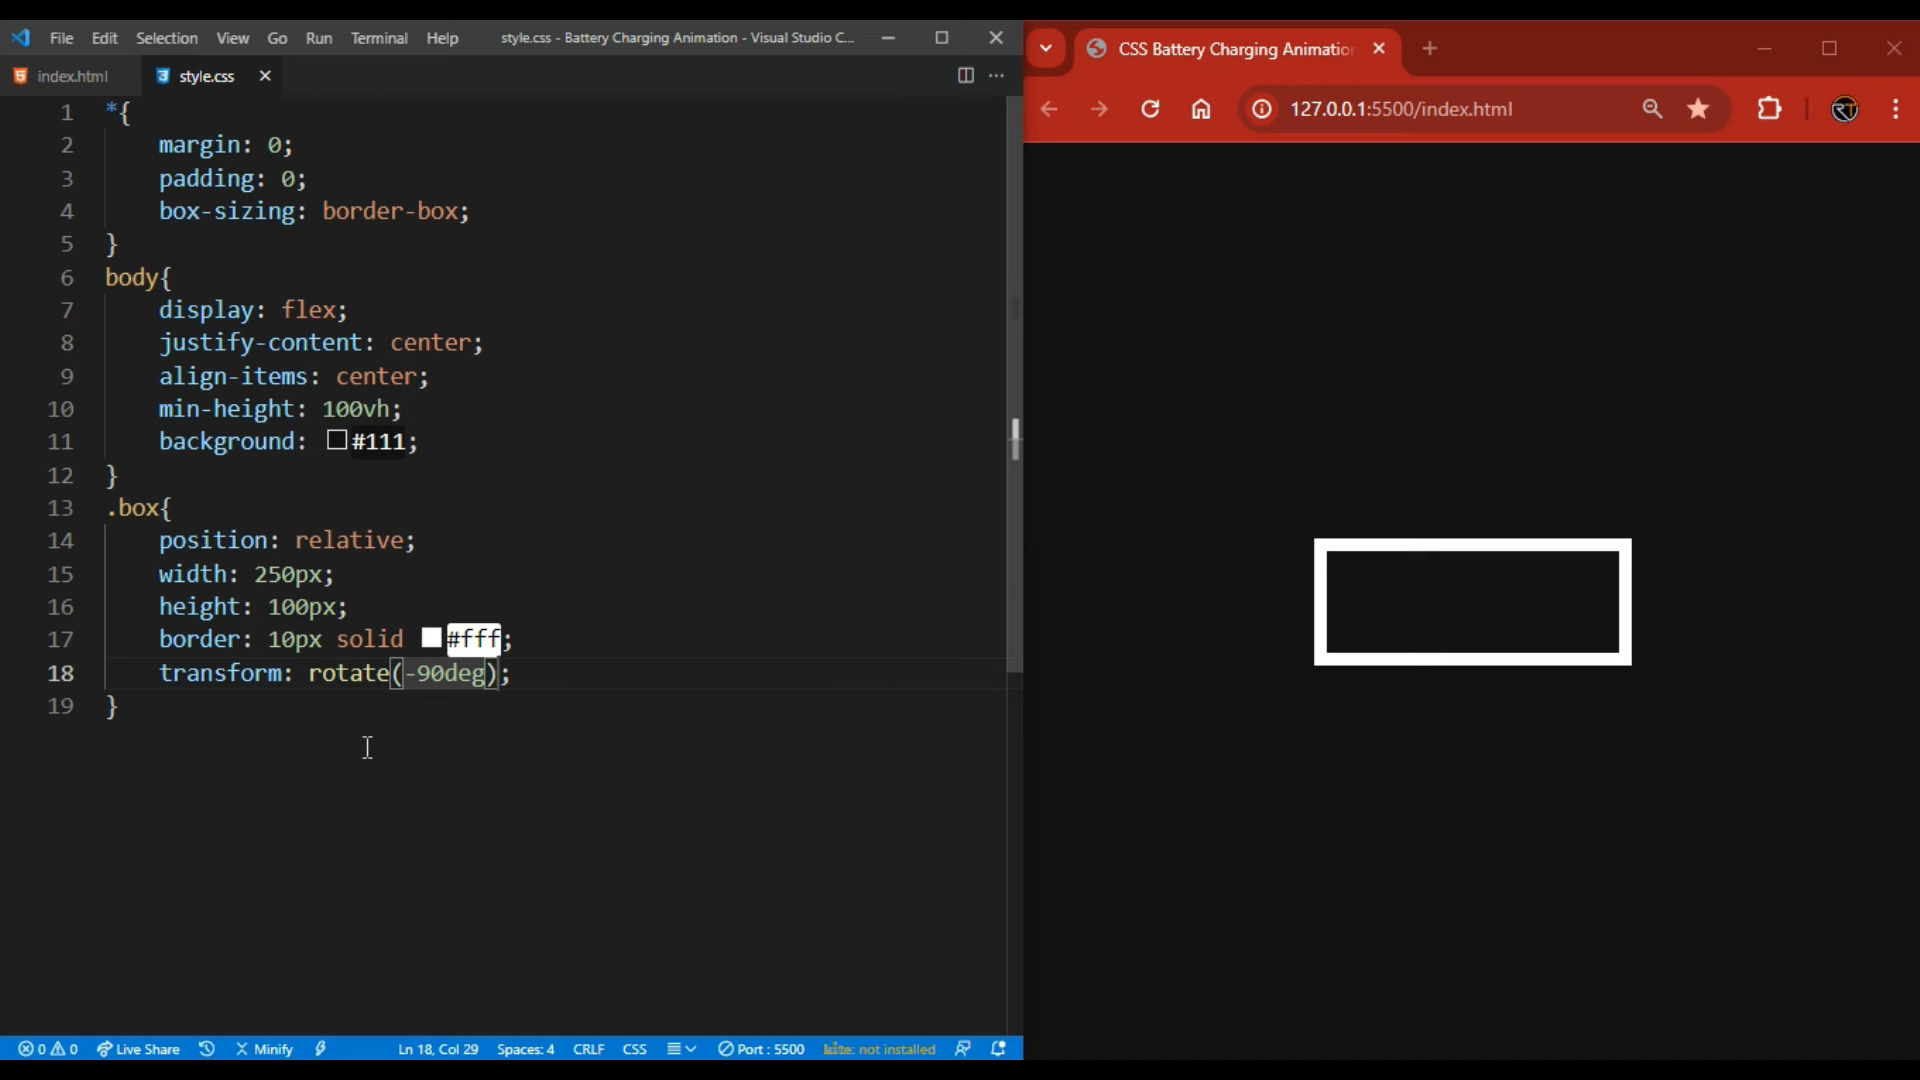 File Edit Selection View Go Run Terminal Help style.css - Battery Charging Animation - Visual Studio C...
index.html style.css
1 *{
2 margin: 0;
3 padding: 0;
4 box-sizing: border-box;
5 }
6 body{
7 display: flex;
8 justify-content: center;
9 align-items: center;
10 min-height: 100vh;
11 background: #111;
12 }
13 .box{
14 position: relative;
15 width: 250px;
16 height: 100px;
17 border: 10px solid #fff;
18 transform: rotate(-90deg);
19 }
0 0 Live Share Minify Ln 18, Col 29 Spaces: 4 CRLF CSS Port : 5500 kite: not installed
CSS Battery Charging Animation
127.0.0.1:5500/index.html
RT